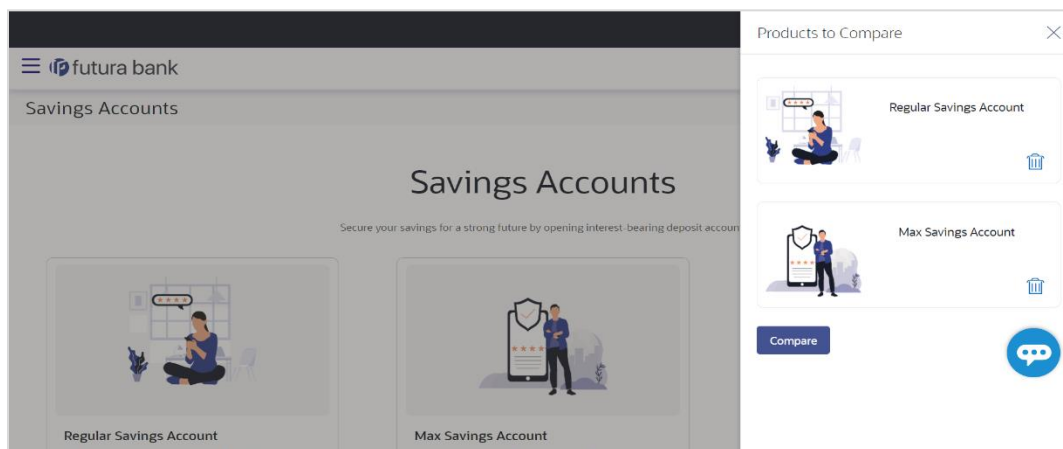 Products to Compare
futura bank
Savings Accounts
Regular Savings Account
Savings Accounts
Secure your savings for a strong future by opening interest-bearing deposit accoun
Max Savings Account
Compare
Regular Savings Account
Max Savings Account